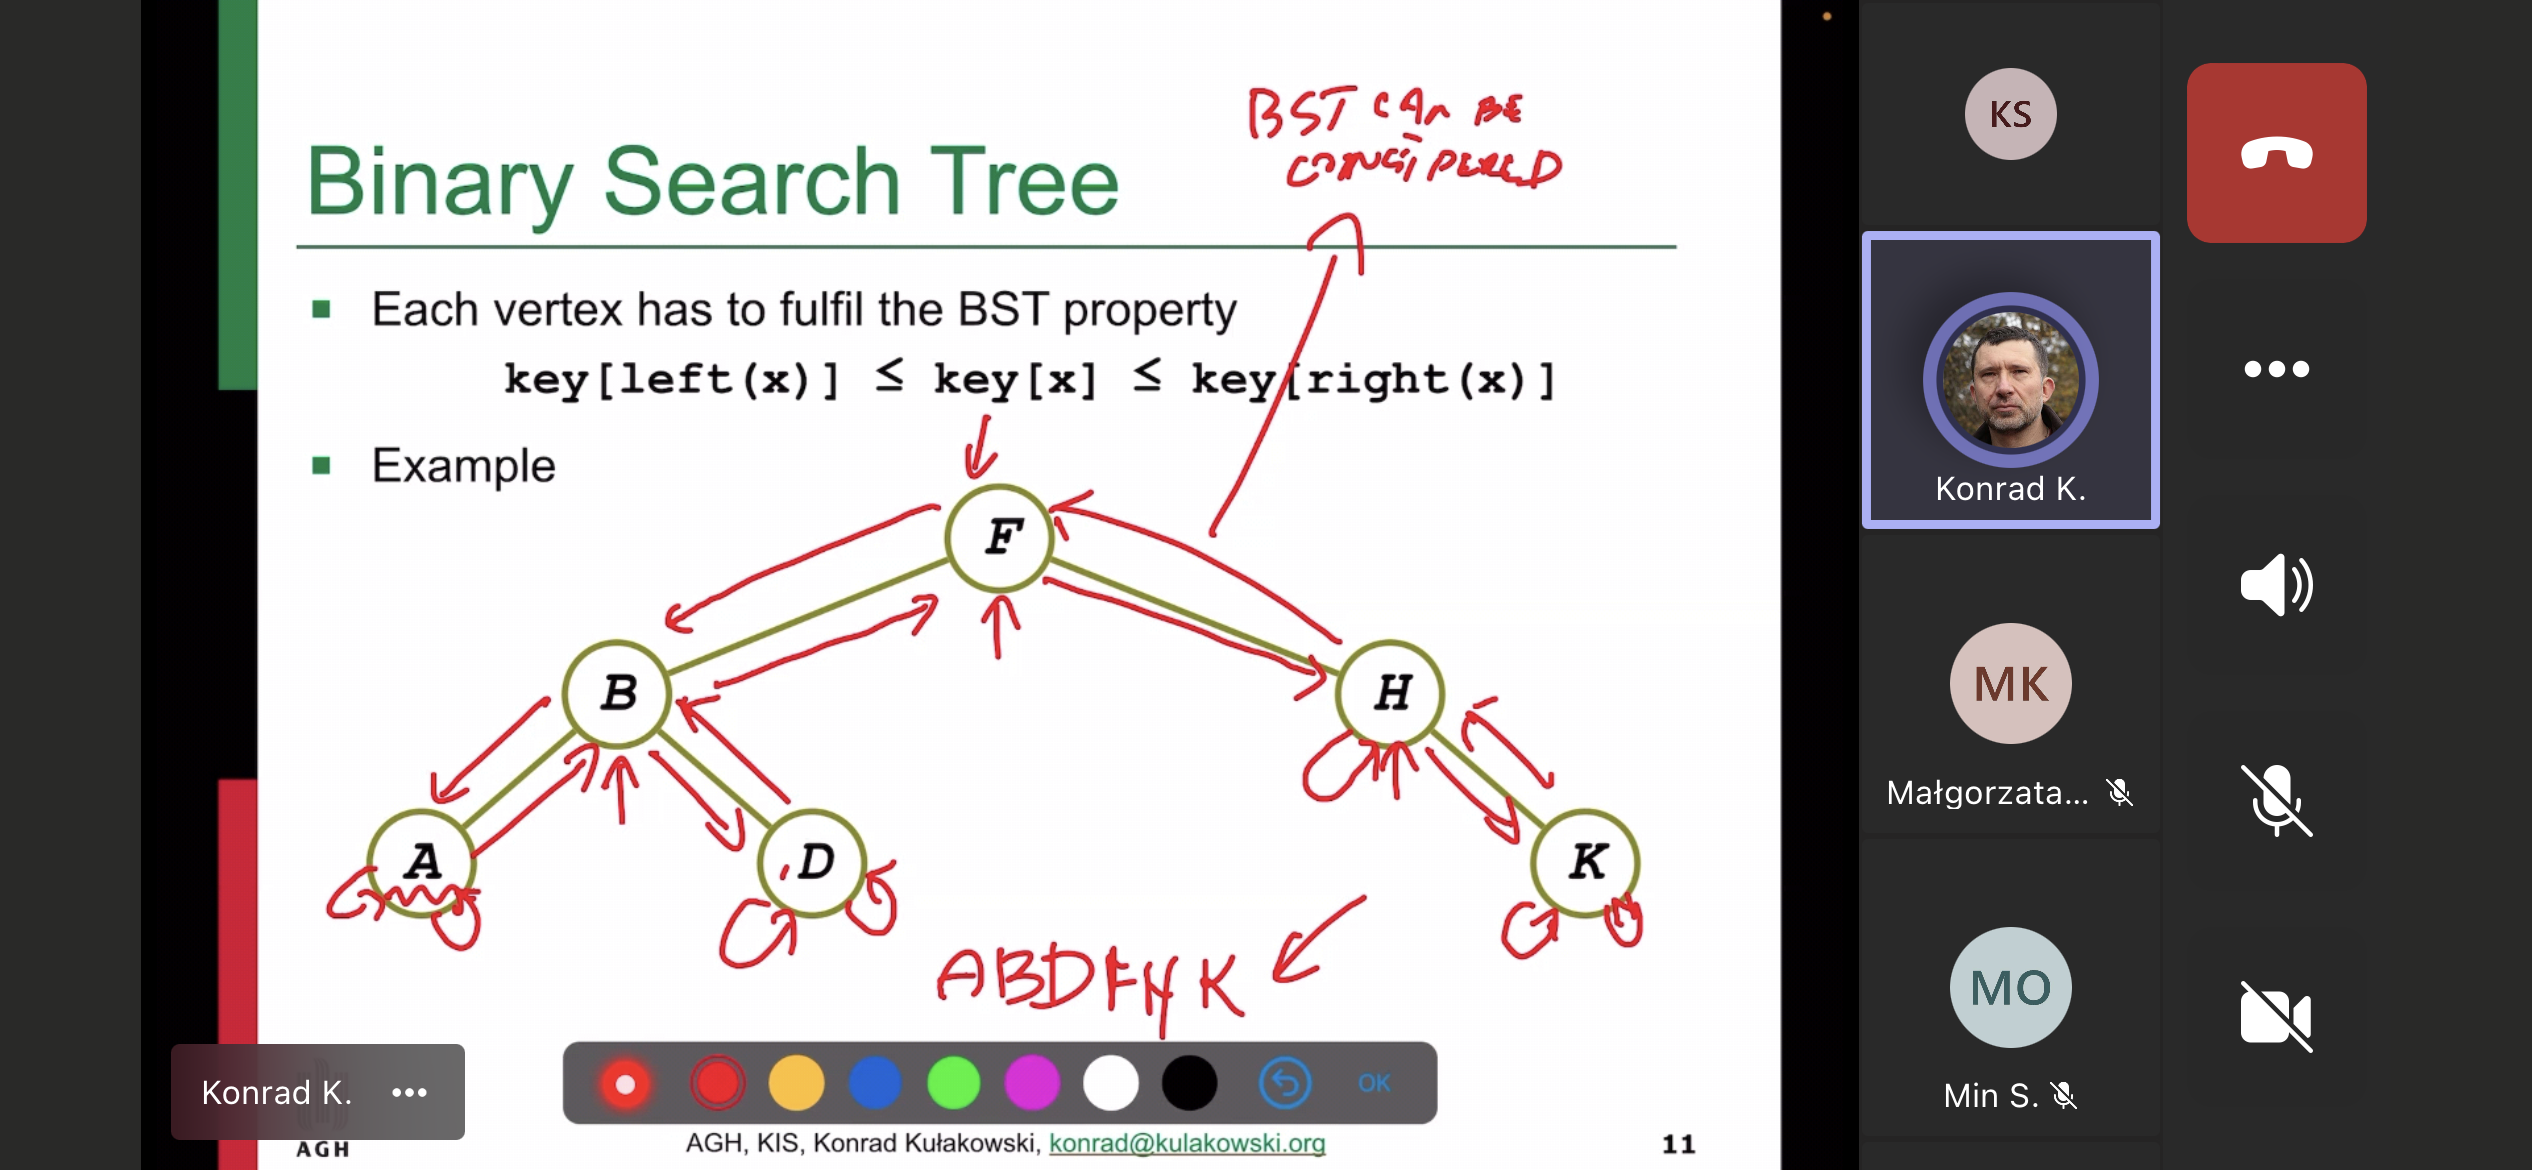 BST CAN BE
CONSIDERED
Binary Search Tree
Each vertex has to fulfil the BST property
key[left(x)] ≤ key[x] ≤ key[right(x)]
Example
F
B
H
A
D
K
ABDFHK
OK
Konrad K. •••
AGH
AGH, KIS, Konrad Kułakowski, konrad@kulakowski.org
11
KS
Konrad K.
MK
Małgorzata...
MO
Min S.